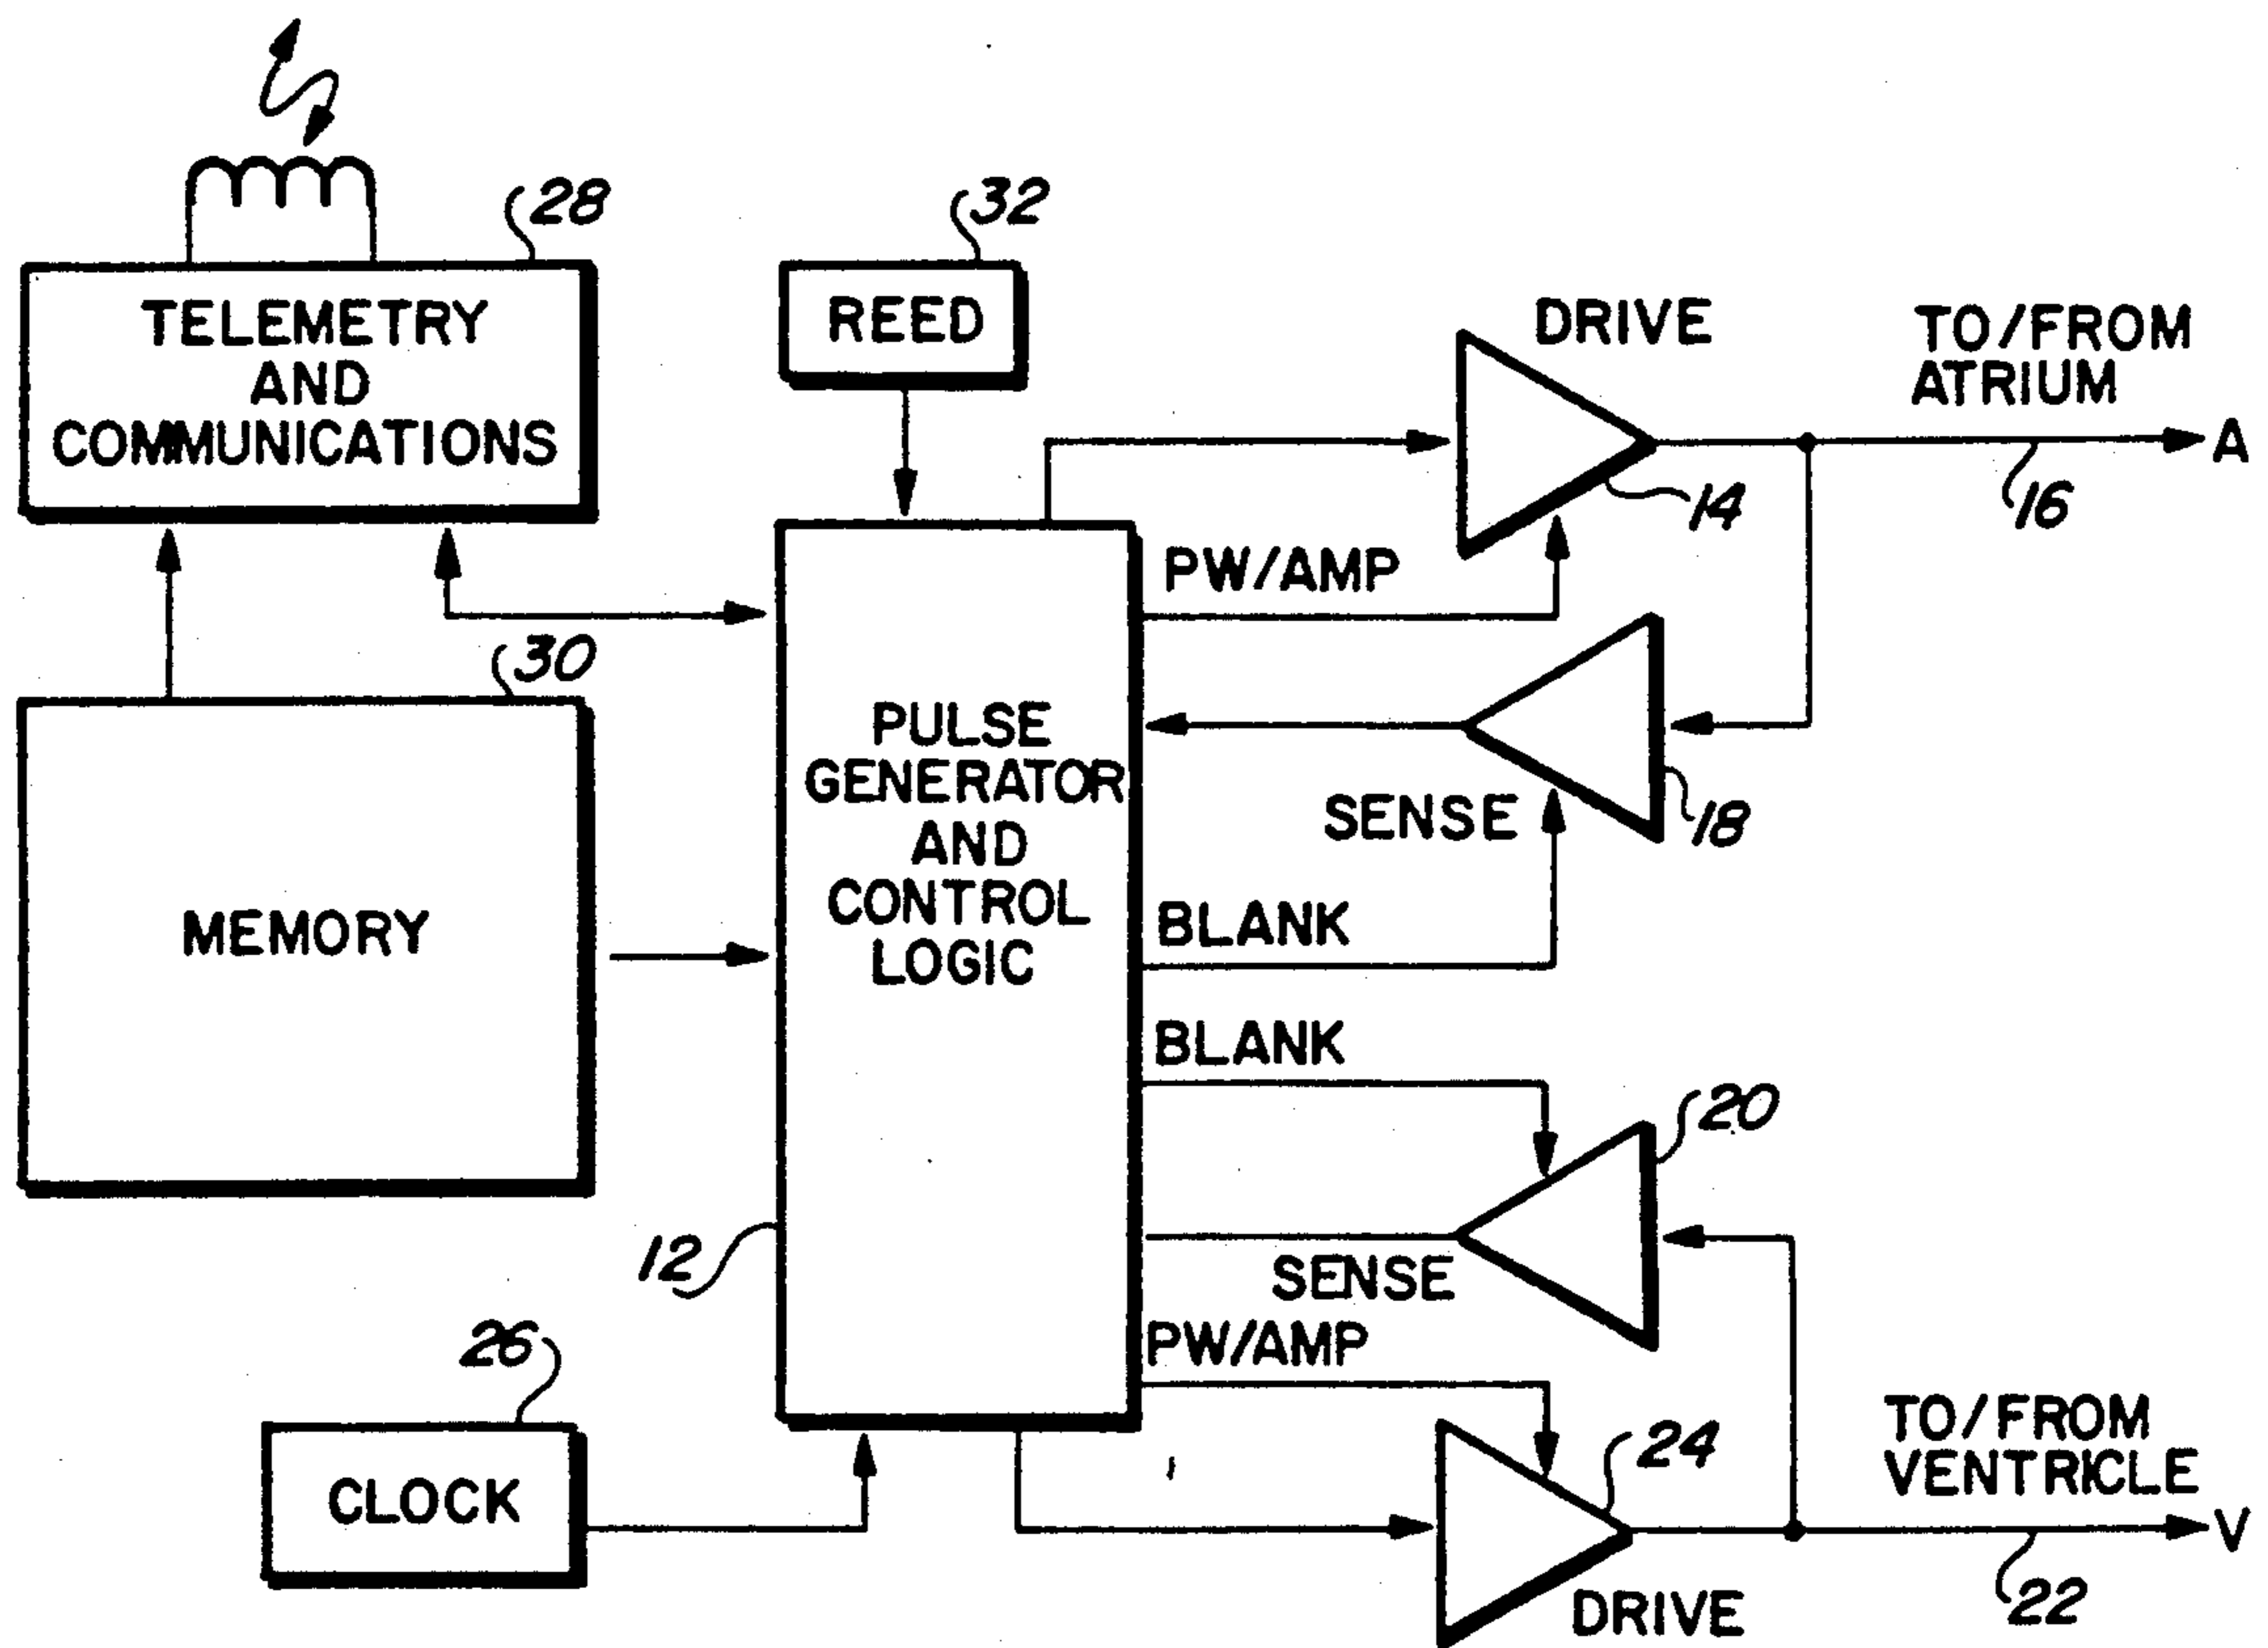 28
32
TELEMETRY
AND
COMMUNICATIONS
REED
DRIVE
TO/FROM
ATRIUM
A
14
16
PW/AMP
30
PULSE
GENERATOR
AND
CONTROL
LOGIC
SENSE
18
MEMORY
BLANK
BLANK
20
12
SENSE
PW/AMP
26
24
TO/FROM
VENTRICLE
CLOCK
V
DRIVE
22